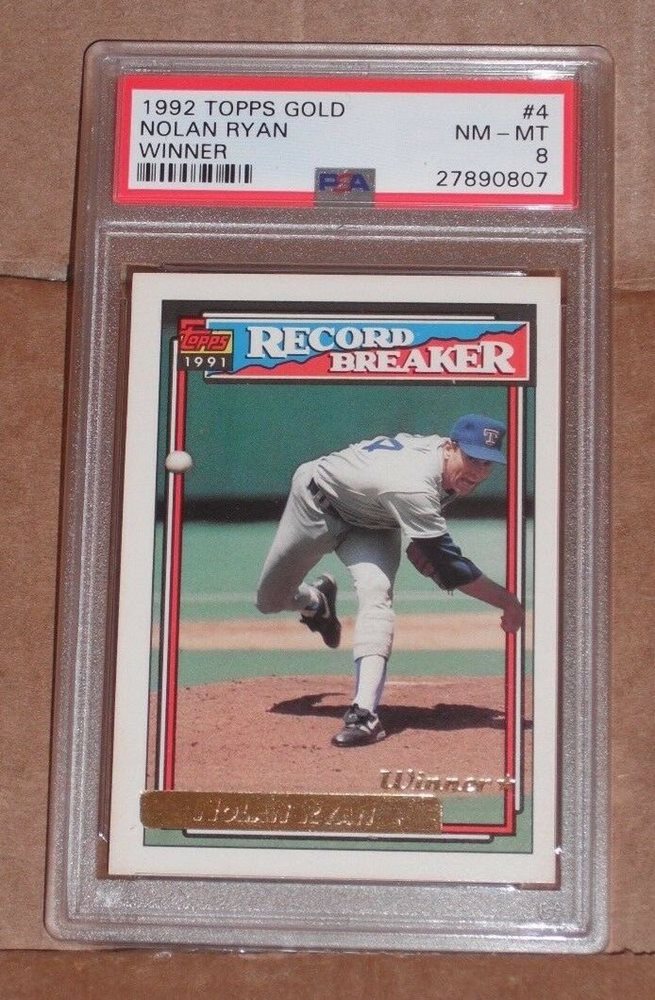 1992 TOPPS GOLD #4
NOLAN RYAN NM – MT
WINNER 8
PSA 27890807
Topps RECORD
1991 BREAKER
4
T
Winner
NOLAN RYAN